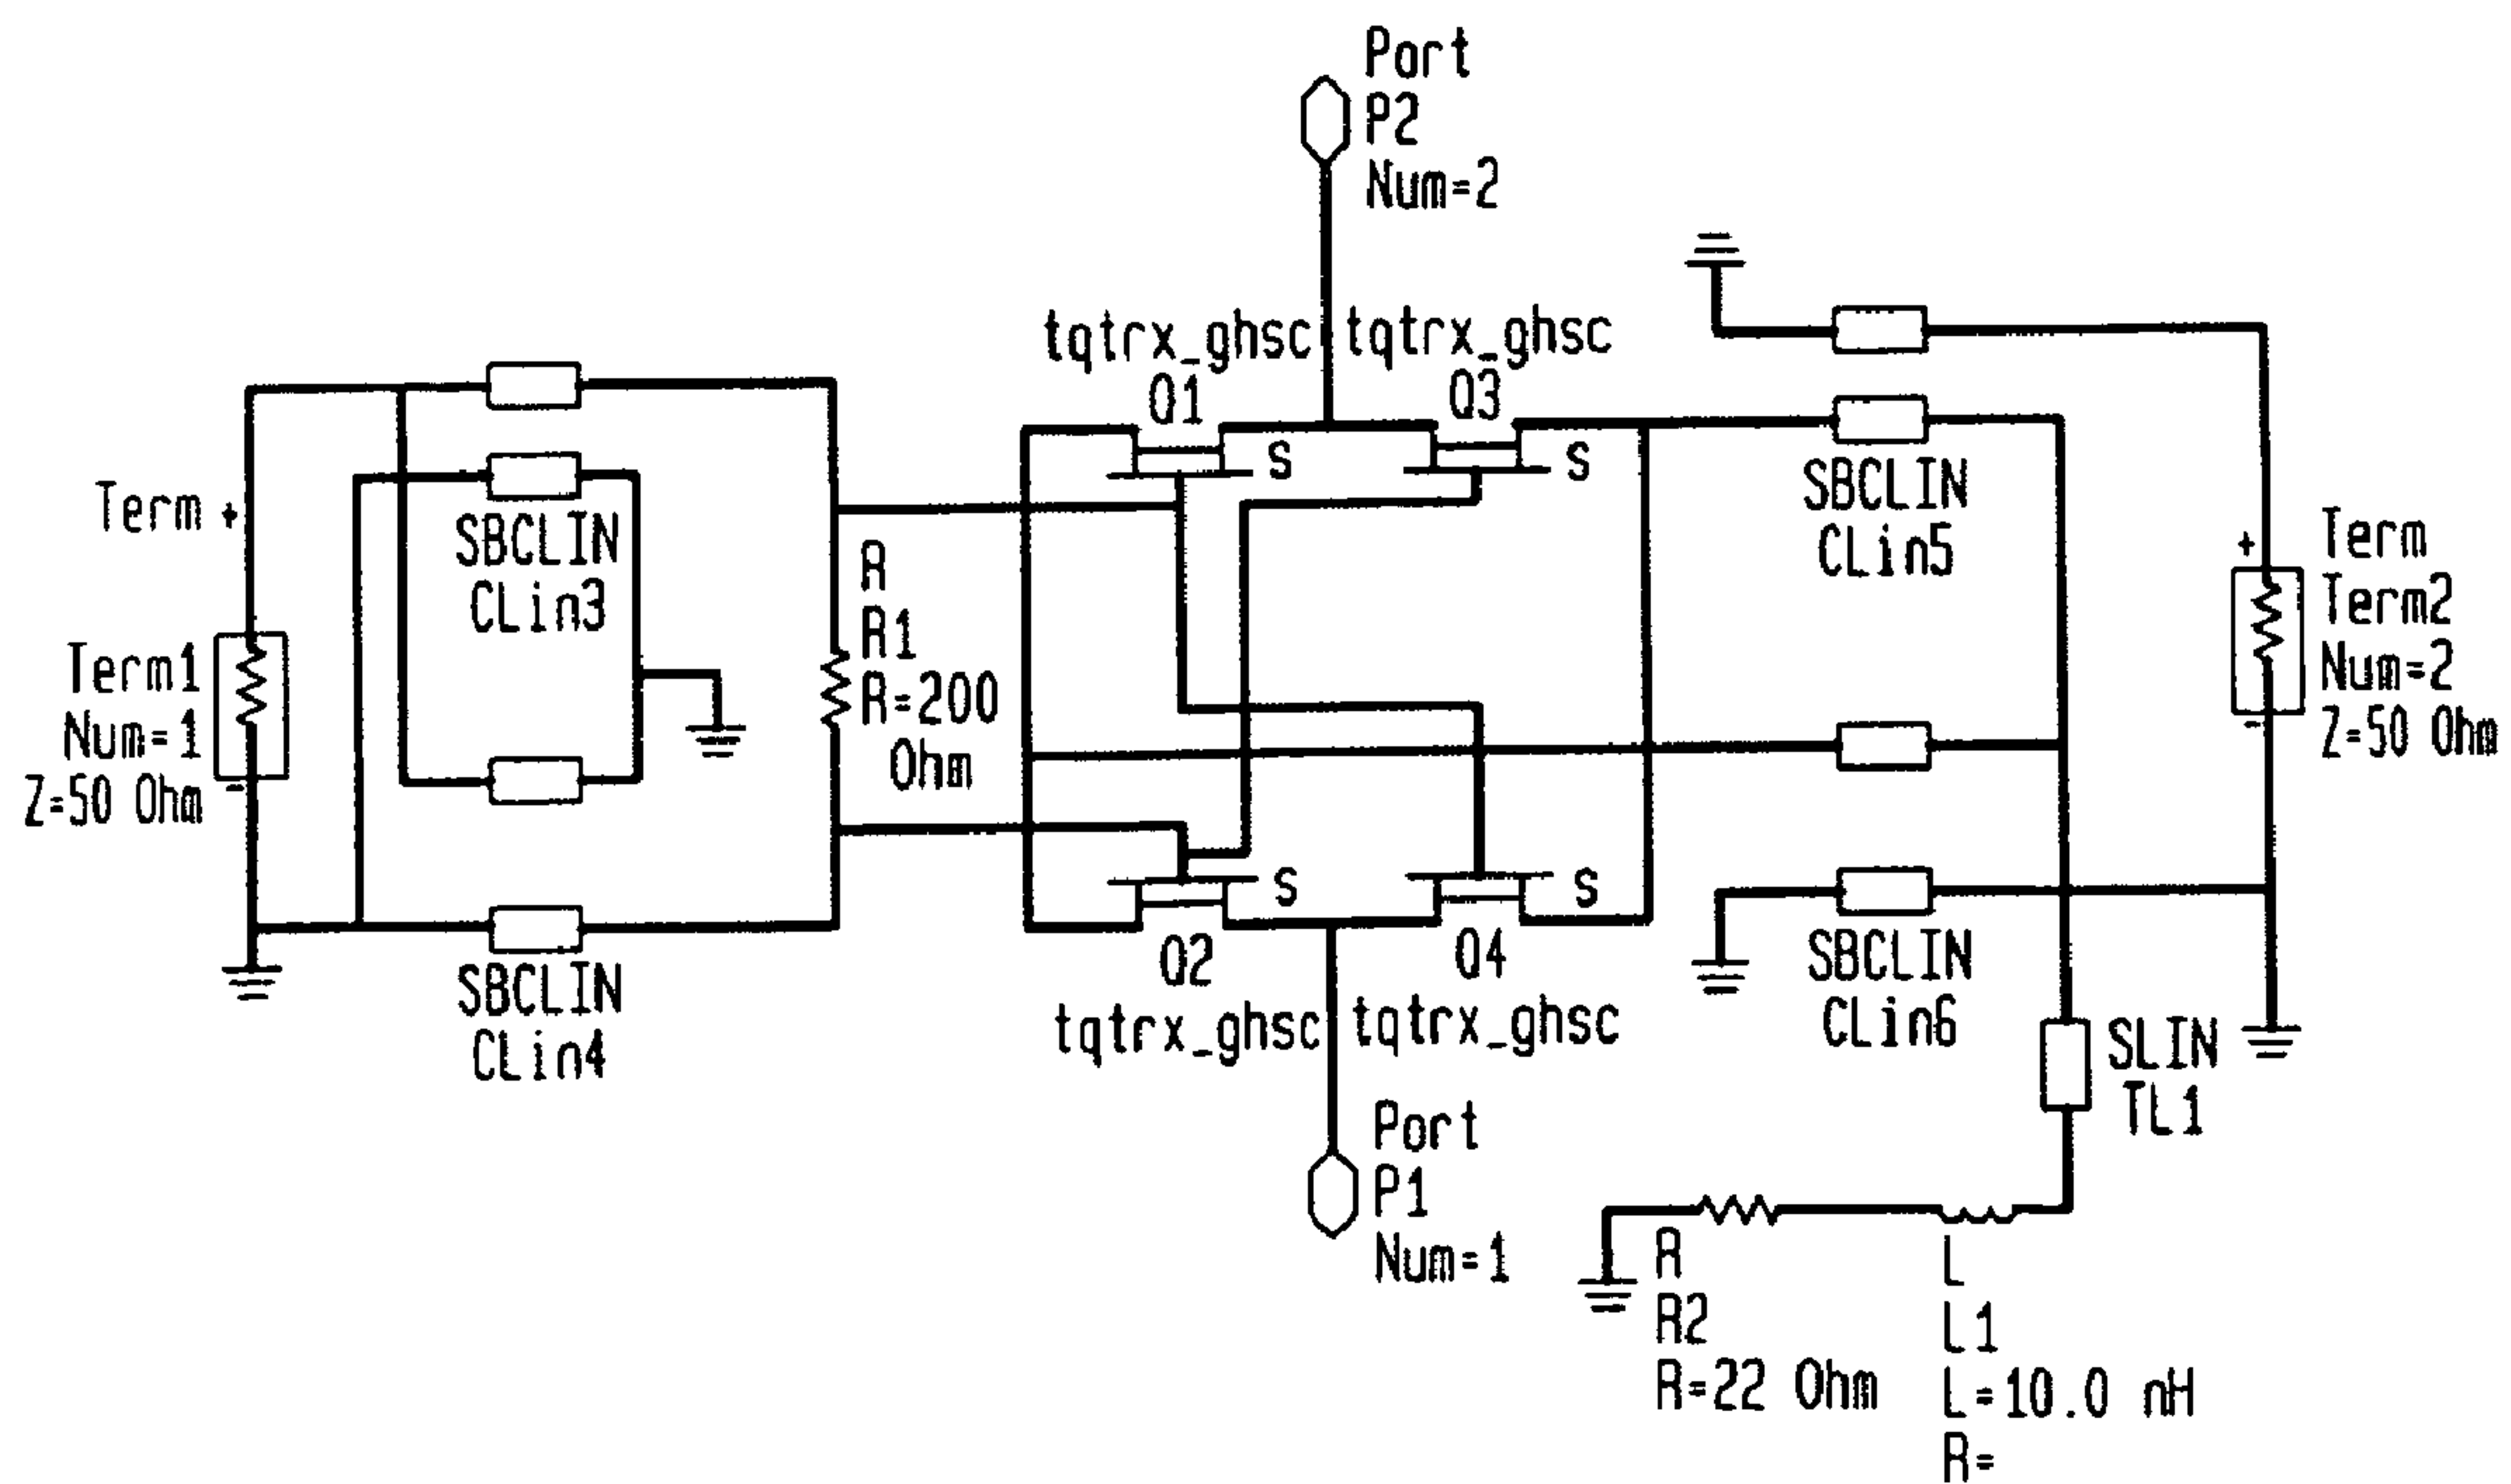 Port
P2
Num=2
tqtrx_ghsc
Q1
tqtrx_ghsc
Q3
S
S
Term +
Term1
Num=1
Z=50 Ohm
-
SBCLIN
CLin3
SBCLIN
CLin4
R
R1
R=200
Ohm
S
S
Q2
tqtrx_ghsc
Q4
tqtrx_ghsc
Port
P1
Num=1
SBCLIN
CLin5
SBCLIN
CLin6
+
Term
Term2
Num=2
Z=50 Ohm
-
SLIN
TL1
R
R2
R=22 Ohm
L
L1
L=10.0 nH
R=